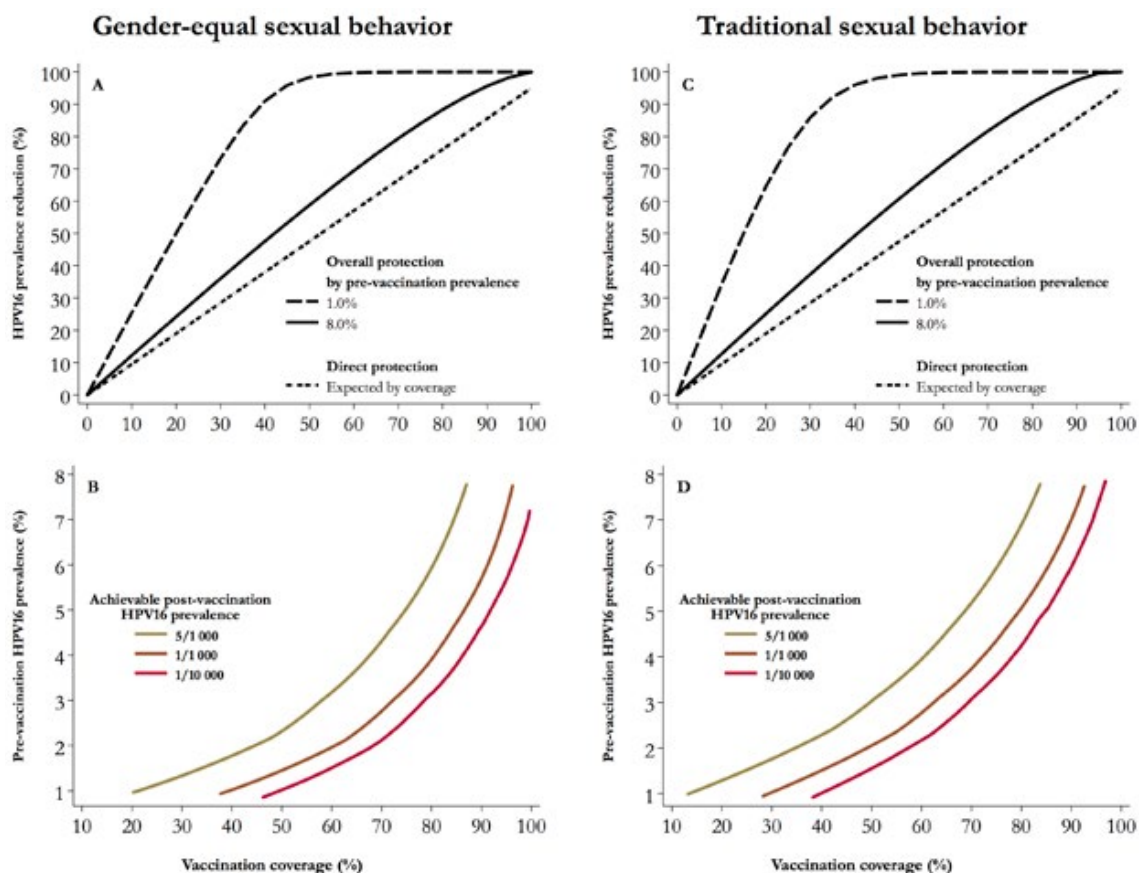 Gender-equal sexual behavior
Traditional sexual behavior
A
HPV16 prevalence reduction (%)
100
90
80
70
60
50
40
30
20
10
0
Overall protection
by pre-vaccination prevalence
1.0%
8.0%
Direct protection
Expected by coverage
0 10 20 30 40 50 60 70 80 90 100
C
HPV16 prevalence reduction (%)
100
90
80
70
60
50
40
30
20
10
0
Overall protection
by pre-vaccination prevalence
1.0%
8.0%
Direct protection
Expected by coverage
0 10 20 30 40 50 60 70 80 90 100
B
Pre-vaccination HPV16 prevalence (%)
8
7
6
5
4
3
2
1
Achievable post-vaccination
HPV16 prevalence
5/1 000
1/1 000
1/10 000
10 20 30 40 50 60 70 80 90 100
Vaccination coverage (%)
D
Pre-vaccination HPV16 prevalence (%)
8
7
6
5
4
3
2
1
Achievable post-vaccination
HPV16 prevalence
5/1 000
1/1 000
1/10 000
10 20 30 40 50 60 70 80 90 100
Vaccination coverage (%)